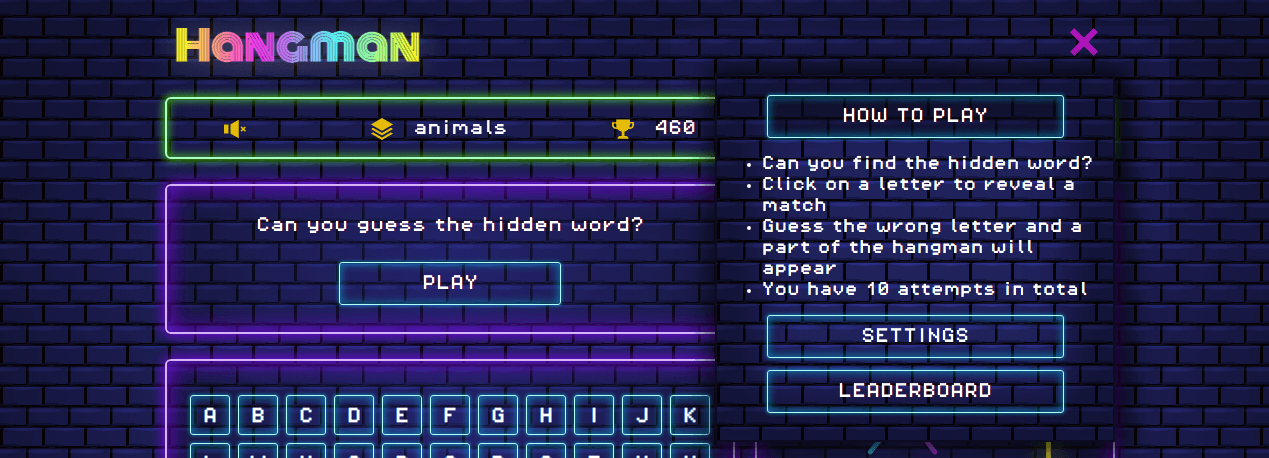 Hangman
animals
460
Can you guess the hidden word?
PLAY
A B C D E F G H I J K
HOW TO PLAY
• Can you find the hidden word?
• Click on a letter to reveal a
match
• Guess the wrong letter and a
part of the hangman will
appear
• You have 10 attempts in total
SETTINGS
LEADERBOARD